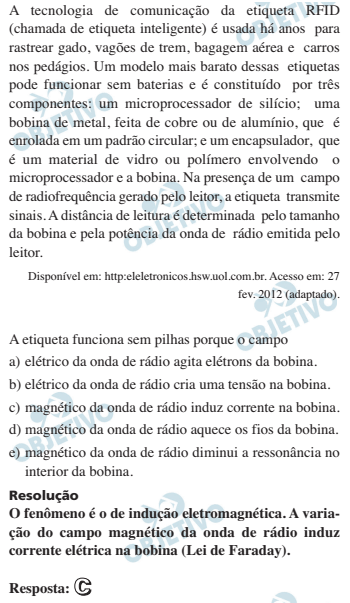 A tecnologia de comunicação da etiqueta RFID
(chamada de etiqueta inteligente) é usada há anos para
rastrear gado, vagões de trem, bagagem aérea e carros
nos pedágios. Um modelo mais barato dessas etiquetas
pode funcionar sem baterias e é constituído por três
componentes: um microprocessador de silício; uma
bobina de metal, feita de cobre ou de alumínio, que é
enrolada em um padrão circular; e um encapsulador, que
é um material de vidro ou polímero envolvendo o
microprocessador e a bobina. Na presença de um campo
de radiofrequência gerado pelo leitor, a etiqueta transmite
sinais. A distância de leitura é determinada pelo tamanho
da bobina e pela potência da onda de rádio emitida pelo
leitor.
Disponível em: http:eleletronicos.hsw.uol.com.br. Acesso em: 27
fev. 2012 (adaptado).
A etiqueta funciona sem pilhas porque o campo
a) elétrico da onda de rádio agita elétrons da bobina.
b) elétrico da onda de rádio cria uma tensão na bobina.
c) magnético da onda de rádio induz corrente na bobina.
d) magnético da onda de rádio aquece os fios da bobina.
e) magnético da onda de rádio diminui a ressonância no
interior da bobina.
Resolução
O fenômeno é o de indução eletromagnética. A varia-
ção do campo magnético da onda de rádio induz
corrente elétrica na bobina (Lei de Faraday).
Resposta: C